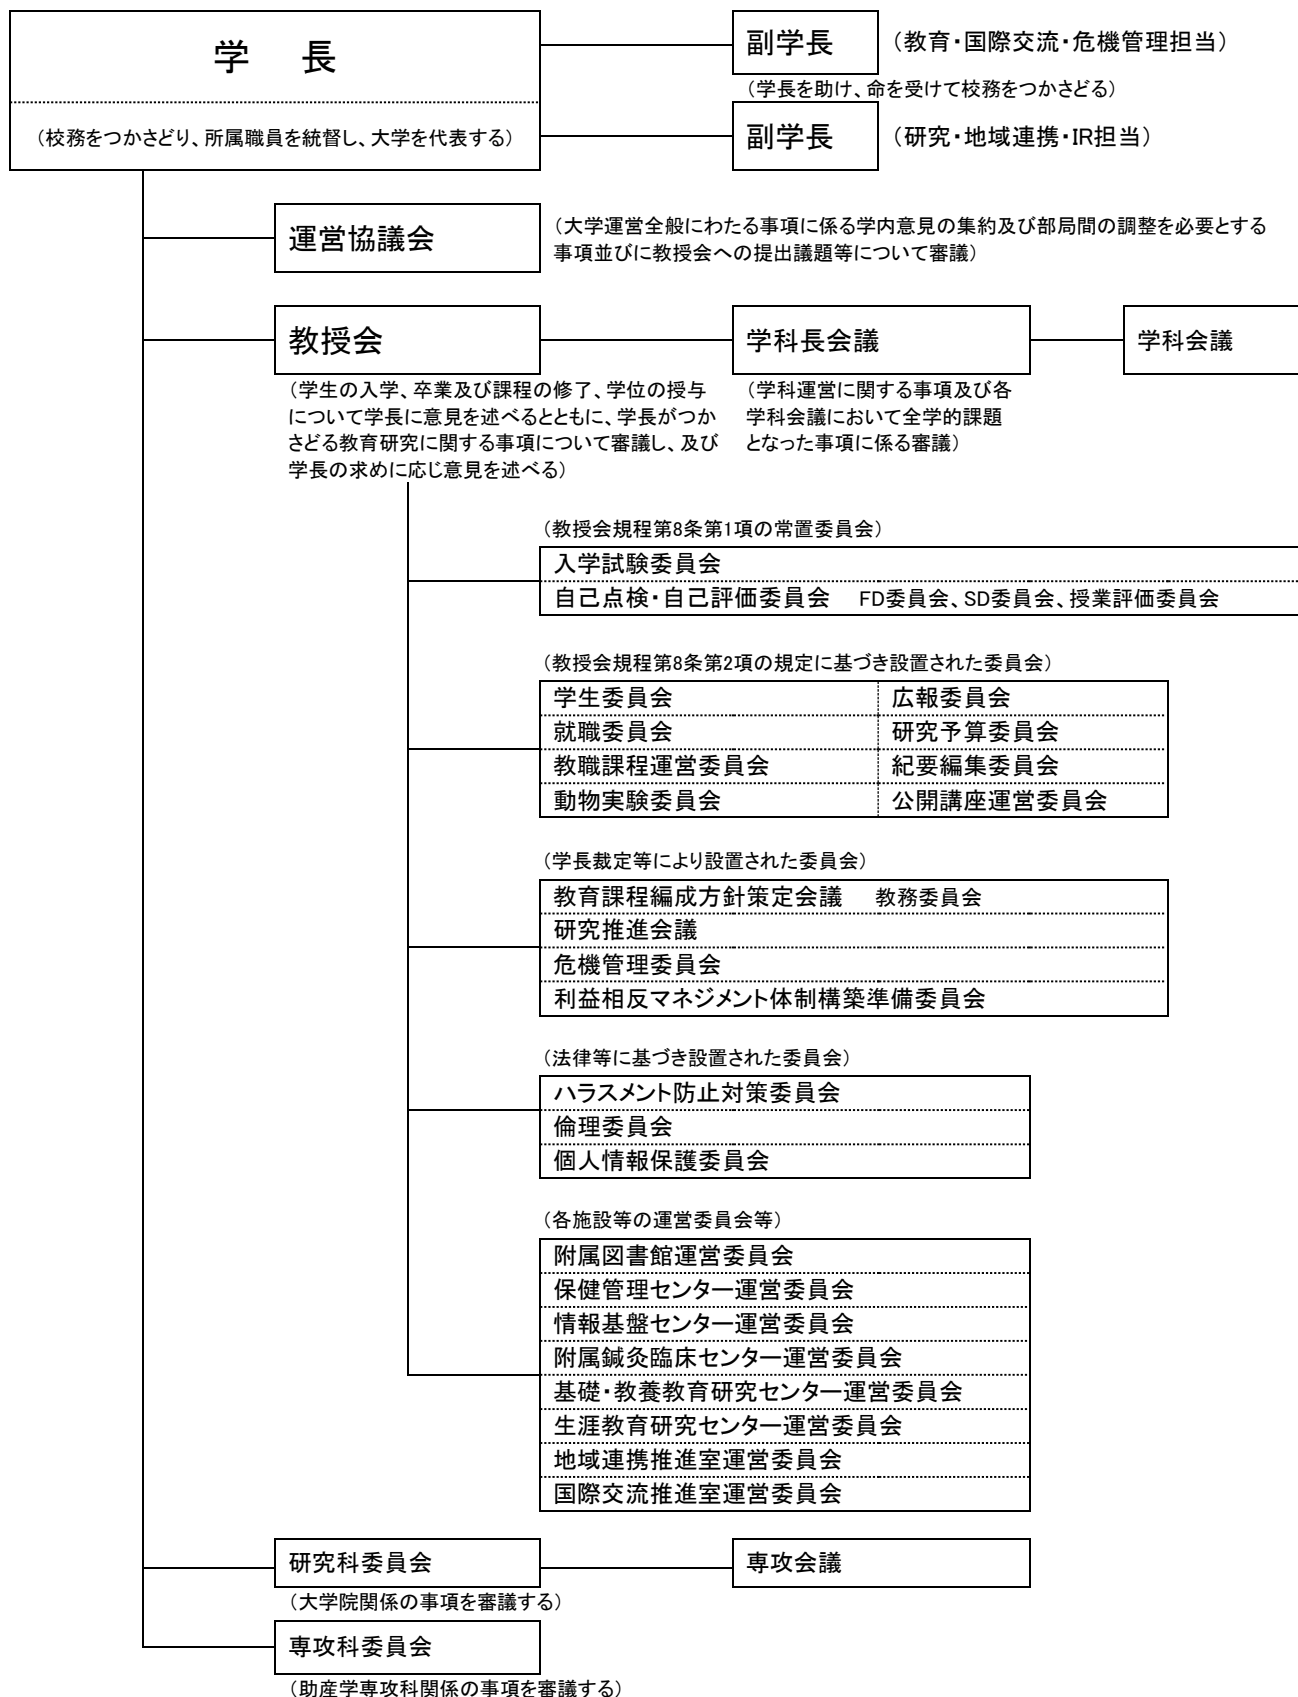 学　長
（校務をつかさどり、所属職員を統督し、大学を代表する）
副学長　（教育・国際交流・危機管理担当）
（学長を助け、命を受けて校務をつかさどる）
副学長　（研究・地域連携・IR担当）
運営協議会
（大学運営全般にわたる事項に係る学内意見の集約及び部局間の調整を必要とする
事項並びに教授会への提出議題等について審議）
教授会
（学生の入学、卒業及び課程の修了、学位の授与
について学長に意見を述べるとともに、学長がつか
さどる教育研究に関する事項について審議し、及び
学長の求めに応じ意見を述べる）
学科長会議
（学科運営に関する事項及び各
学科会議において全学的課題
となった事項に係る審議）
学科会議
（教授会規程第8条第1項の常置委員会）
入学試験委員会
自己点検・自己評価委員会　FD委員会、SD委員会、授業評価委員会
（教授会規程第8条第2項の規定に基づき設置された委員会）
学生委員会　広報委員会
就職委員会　研究予算委員会
教職課程運営委員会　紀要編集委員会
動物実験委員会　公開講座運営委員会
（学長裁定等により設置された委員会）
教育課程編成方針策定会議　教務委員会
研究推進会議
危機管理委員会
利益相反マネジメント体制構築準備委員会
（法律等に基づき設置された委員会）
ハラスメント防止対策委員会
倫理委員会
個人情報保護委員会
（各施設等の運営委員会等）
附属図書館運営委員会
保健管理センター運営委員会
情報基盤センター運営委員会
附属鍼灸臨床センター運営委員会
基礎・教養教育研究センター運営委員会
生涯教育研究センター運営委員会
地域連携推進室運営委員会
国際交流推進室運営委員会
研究科委員会　専攻会議
（大学院関係の事項を審議する）
専攻科委員会
（助産学専攻科関係の事項を審議する）